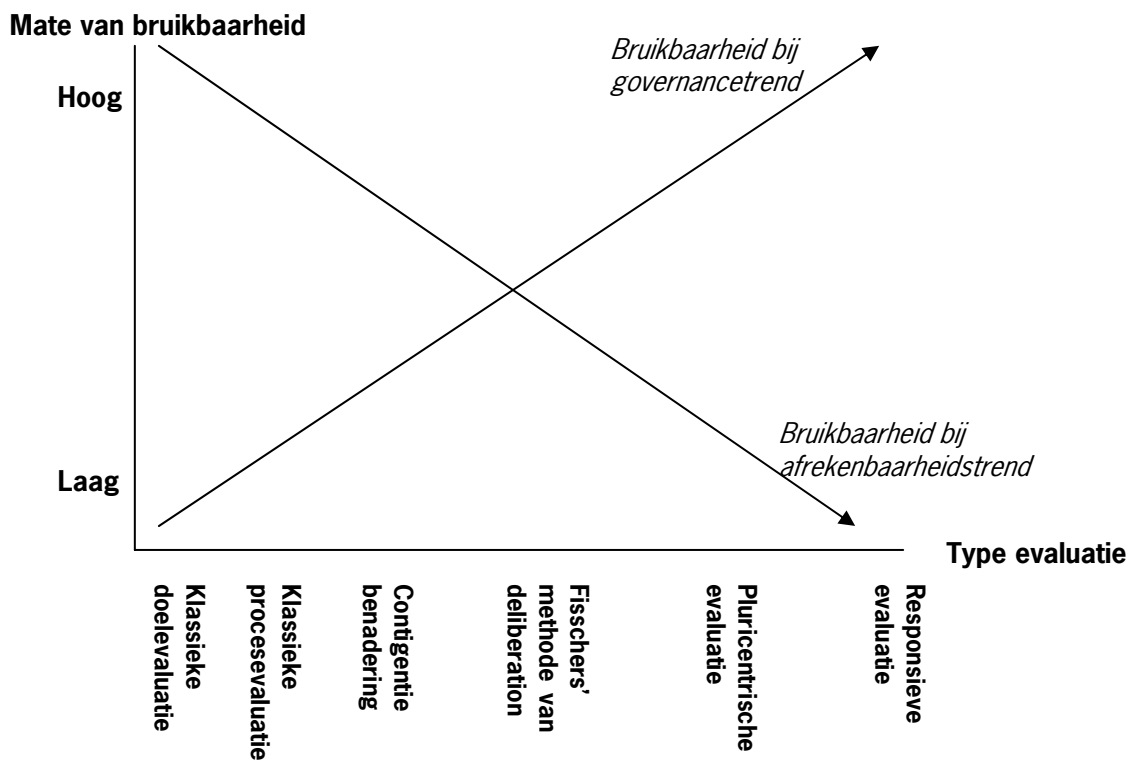 Mate van bruikbaarheid
Bruikbaarheid bij
governancetrend
Hoog
Bruikbaarheid bij
afrekenbaarheidstrend
Laag
Type evaluatie
Klassieke
doelevaluatie
Klassieke
procesevaluatie
Contigentie
benadering
Fisschers'
methode van
deliberation
Pluricentrische
evaluatie
Responsieve
evaluatie